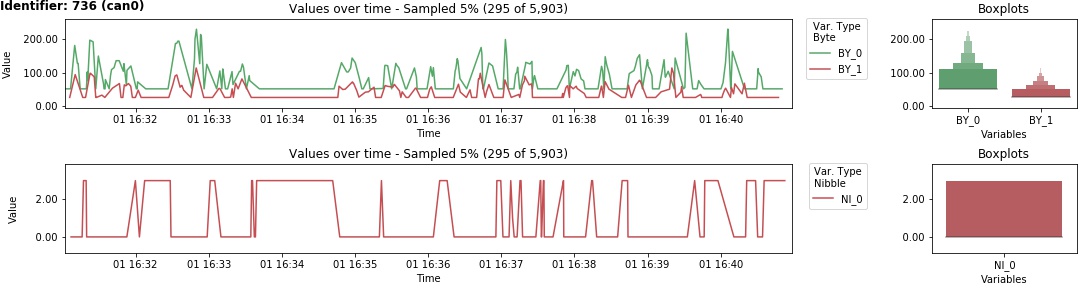 Identifier: 736 (can0)
Values over time - Sampled 5% (295 of 5,903)
Value
200.00
100.00
0.00
01 16:32 01 16:33 01 16:34 01 16:35 01 16:36 01 16:37 01 16:38 01 16:39 01 16:40
Time
Var. Type
Byte
BY_0
BY_1
Boxplots
200.00
100.00
0.00
BY_0 BY_1
Variables
Values over time - Sampled 5% (295 of 5,903)
Value
2.00
0.00
01 16:32 01 16:33 01 16:34 01 16:35 01 16:36 01 16:37 01 16:38 01 16:39 01 16:40
Time
Var. Type
Nibble
NI_0
Boxplots
2.00
0.00
NI_0
Variables